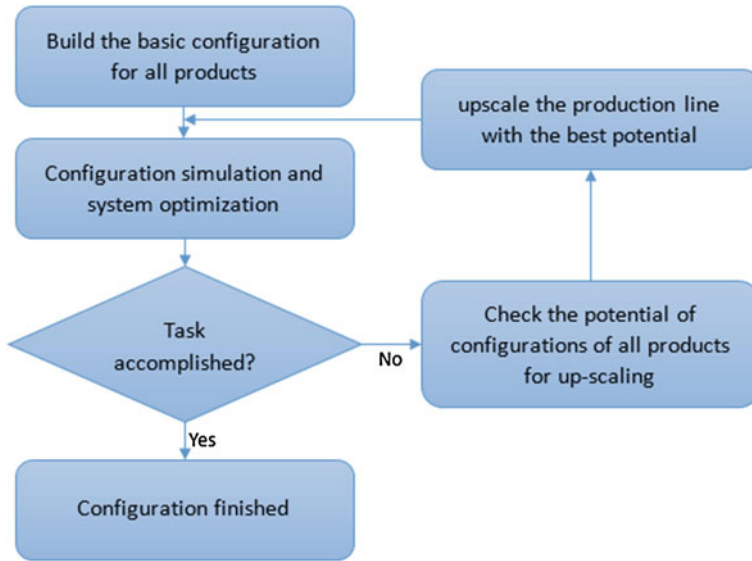 Build the basic configuration
for all products
upscale the production line
with the best potential
Configuration simulation and
system optimization
Task
accomplished?
No
Check the potential of
configurations of all products
for up-scaling
Yes
Configuration finished